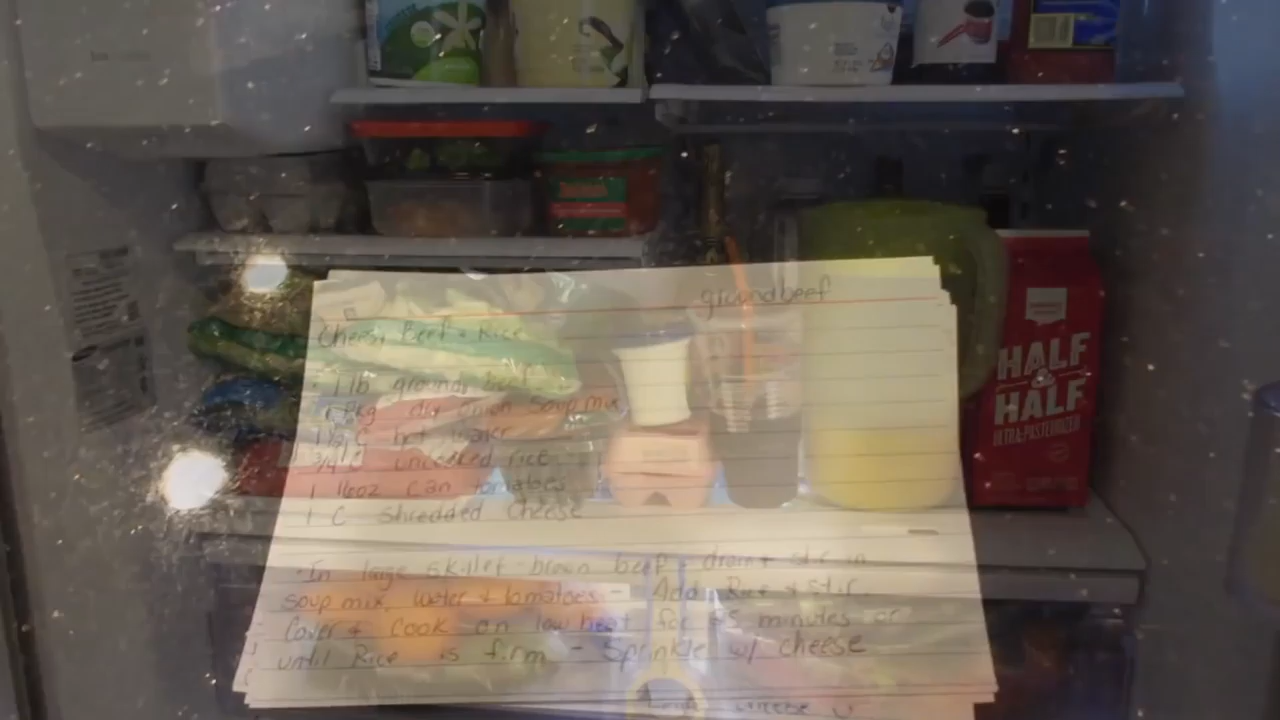 HALF
&
HALF
ULTRA-PASTEURIZED
ground beef
Cheesy Beef & Rice
1 lb ground beef
1 pkg dry onion soup mix
1 1/2 C hot water
3/4 C uncooked rice
1 16oz can tomatoes
1 C shredded cheese
In large skillet brown beef - drain & stir in
soup mix, water & tomatoes - Add Rice & stir.
Cover & Cook on low heat for 25 minutes or
until Rice is firm - Sprinkle w/ cheese